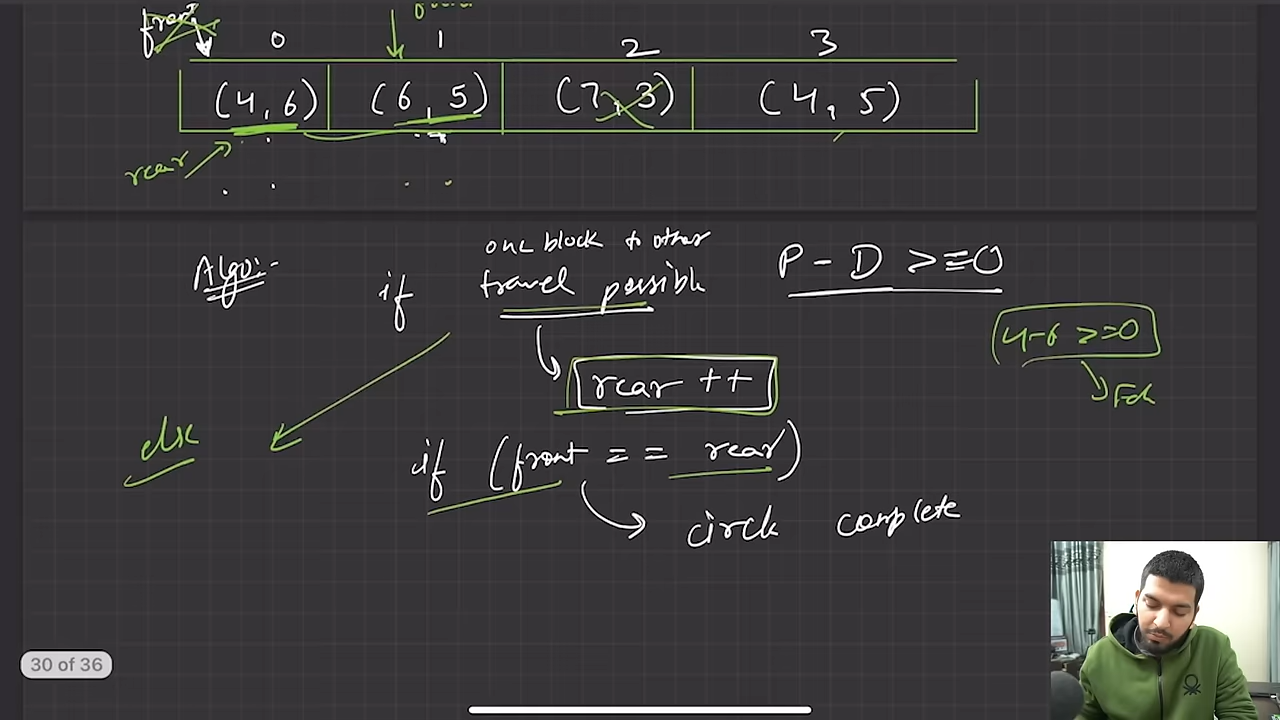 front
0 1 2 3
(4,6) (6,5) (7,3) (4,5)
rear
Algo:-
one block to other
if travel possible
P - D >= 0
4-6 >=0
rear ++
else
if (front == rear)
circle complete
30 of 36